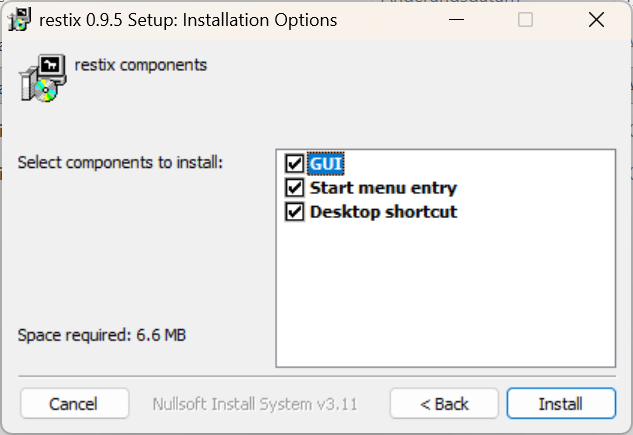 Änderungsdatum
restix 0.9.5 Setup: Installation Options
restix components
Select components to install:
GUI
Start menu entry
Desktop shortcut
Space required: 6.6 MB
Cancel
Nullsoft Install System v3.11
< Back
Install